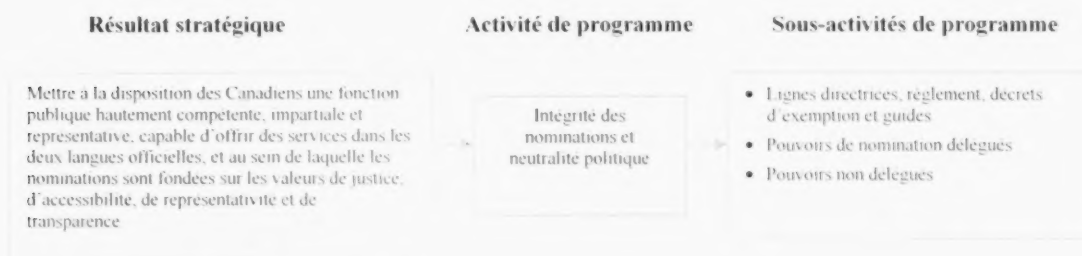 Résultat stratégique
Activité de programme
Sous-activités de programme
Mettre à la disposition des Canadiens une fonction
publique hautement compétente, impartiale et
représentative, capable d'offrir des services dans les
deux langues officielles, et au sein de laquelle les
nominations sont fondées sur les valeurs de justice,
d'accessibilité, de représentativité et de
transparence
Intégrité des
nominations et
neutralité politique
• Lignes directrices, règlement, décrets
d'exemption et guides
• Pouvoirs de nomination délégués
• Pouvoirs non délégués